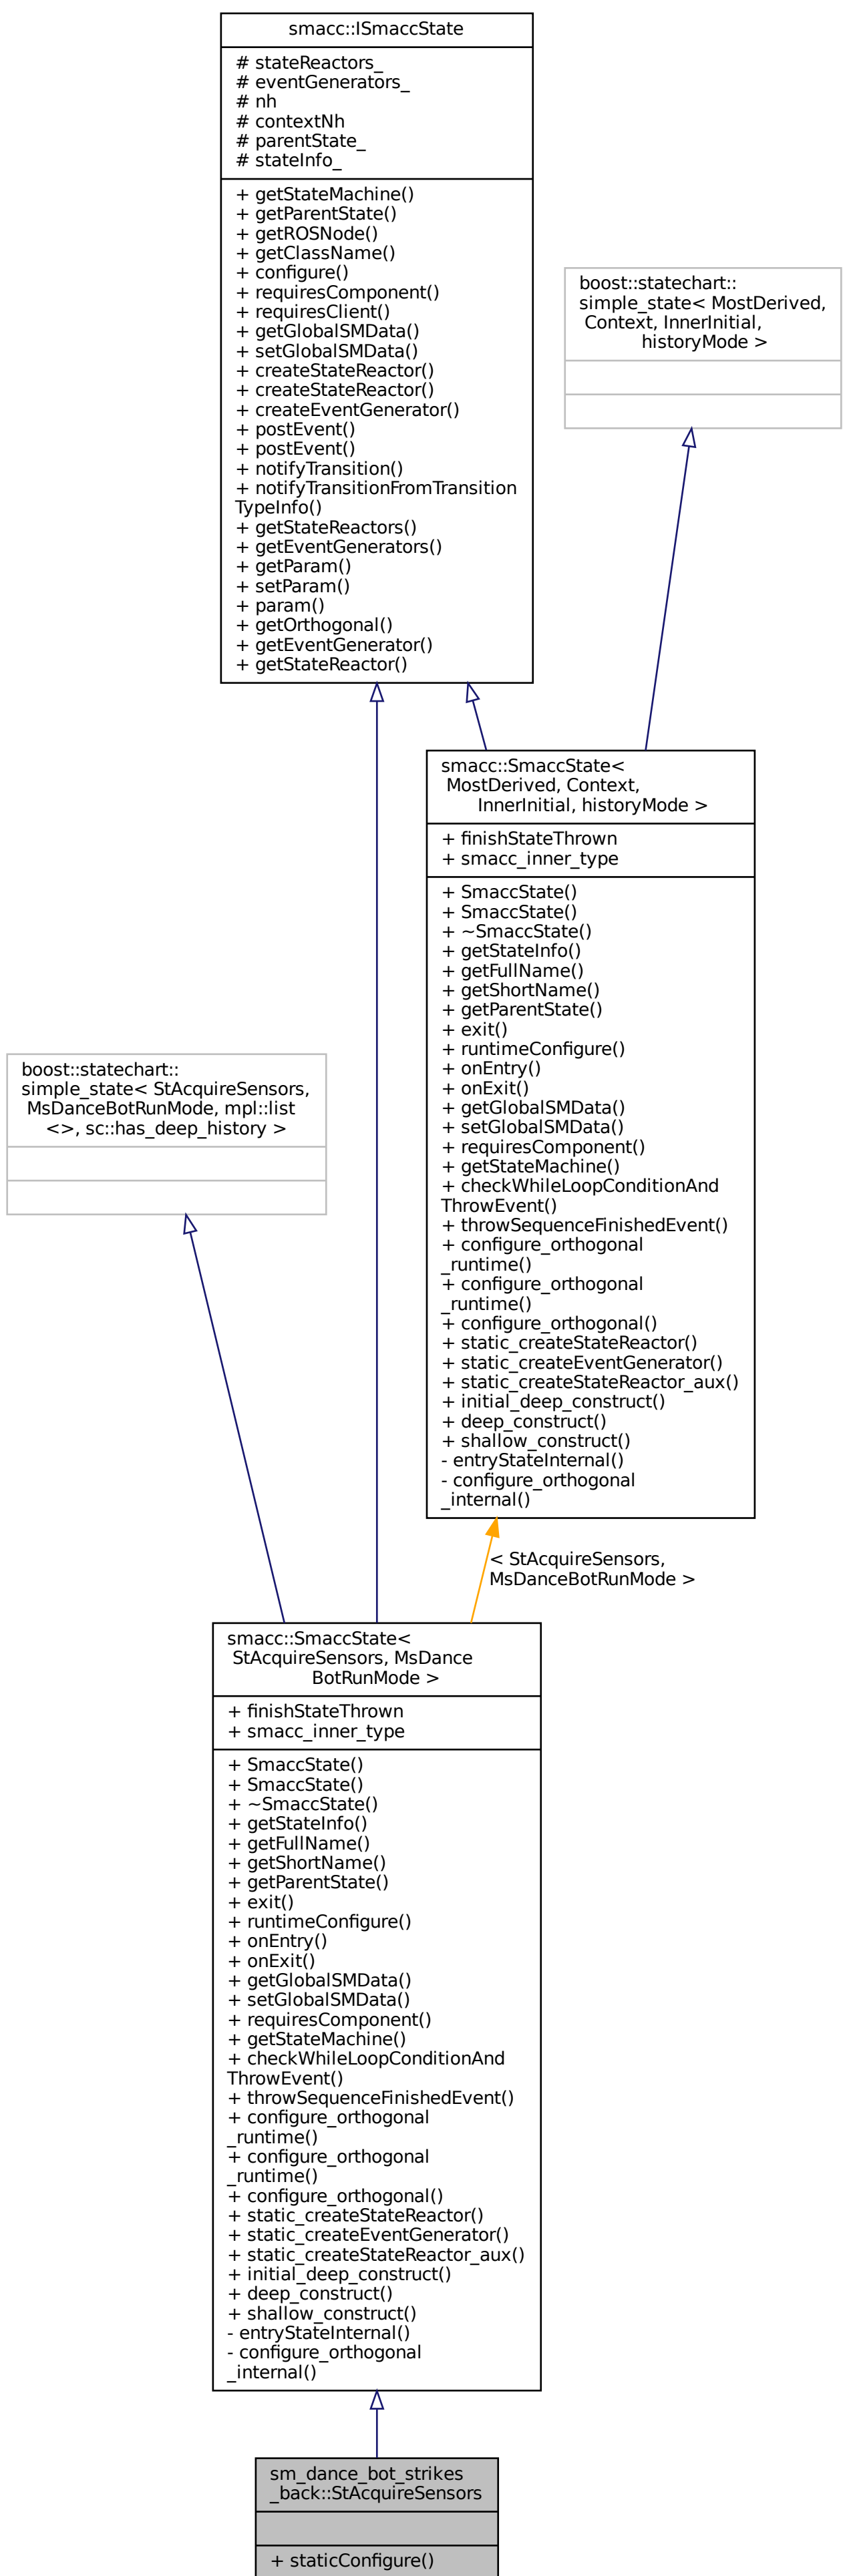 smacc::ISmaccState
# stateReactors_
# eventGenerators_
# nh
# contextNh
# parentState_
# stateInfo_
+ getStateMachine()
+ getParentState()
+ getROSNode()
+ getClassName()
+ configure()
+ requiresComponent()
+ requiresClient()
+ getGlobalSMData()
+ setGlobalSMData()
+ createStateReactor()
+ createStateReactor()
+ createEventGenerator()
+ postEvent()
+ postEvent()
+ notifyTransition()
+ notifyTransitionFromTransition
TypeInfo()
+ getStateReactors()
+ getEventGenerators()
+ getParam()
+ setParam()
+ param()
+ getOrthogonal()
+ getEventGenerator()
+ getStateReactor()
boost::statechart::
simple_state< MostDerived,
Context, InnerInitial,
historyMode >
smacc::SmaccState<
MostDerived, Context,
InnerInitial, historyMode >
+ finishStateThrown
+ smacc_inner_type
+ SmaccState()
+ SmaccState()
+ ~SmaccState()
+ getStateInfo()
+ getFullName()
+ getShortName()
+ getParentState()
+ exit()
+ runtimeConfigure()
+ onEntry()
+ onExit()
+ getGlobalSMData()
+ setGlobalSMData()
+ requiresComponent()
+ getStateMachine()
+ checkWhileLoopConditionAnd
ThrowEvent()
+ throwSequenceFinishedEvent()
+ configure_orthogonal
_runtime()
+ configure_orthogonal
_runtime()
+ configure_orthogonal()
+ static_createStateReactor()
+ static_createEventGenerator()
+ static_createStateReactor_aux()
+ initial_deep_construct()
+ deep_construct()
+ shallow_construct()
- entryStateInternal()
- configure_orthogonal
_internal()
boost::statechart::
simple_state< StAcquireSensors,
MsDanceBotRunMode, mpl::list
<>, sc::has_deep_history >
< StAcquireSensors,
MsDanceBotRunMode >
smacc::SmaccState<
StAcquireSensors, MsDance
BotRunMode >
+ finishStateThrown
+ smacc_inner_type
+ SmaccState()
+ SmaccState()
+ ~SmaccState()
+ getStateInfo()
+ getFullName()
+ getShortName()
+ getParentState()
+ exit()
+ runtimeConfigure()
+ onEntry()
+ onExit()
+ getGlobalSMData()
+ setGlobalSMData()
+ requiresComponent()
+ getStateMachine()
+ checkWhileLoopConditionAnd
ThrowEvent()
+ throwSequenceFinishedEvent()
+ configure_orthogonal
_runtime()
+ configure_orthogonal
_runtime()
+ configure_orthogonal()
+ static_createStateReactor()
+ static_createEventGenerator()
+ static_createStateReactor_aux()
+ initial_deep_construct()
+ deep_construct()
+ shallow_construct()
- entryStateInternal()
- configure_orthogonal
_internal()
sm_dance_bot_strikes
_back::StAcquireSensors
+ staticConfigure()